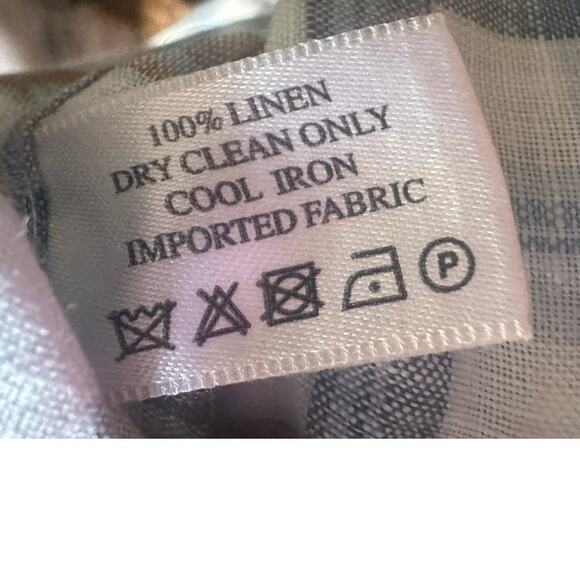 100% LINEN
DRY CLEAN ONLY
COOL IRON
IMPORTED FABRIC
P